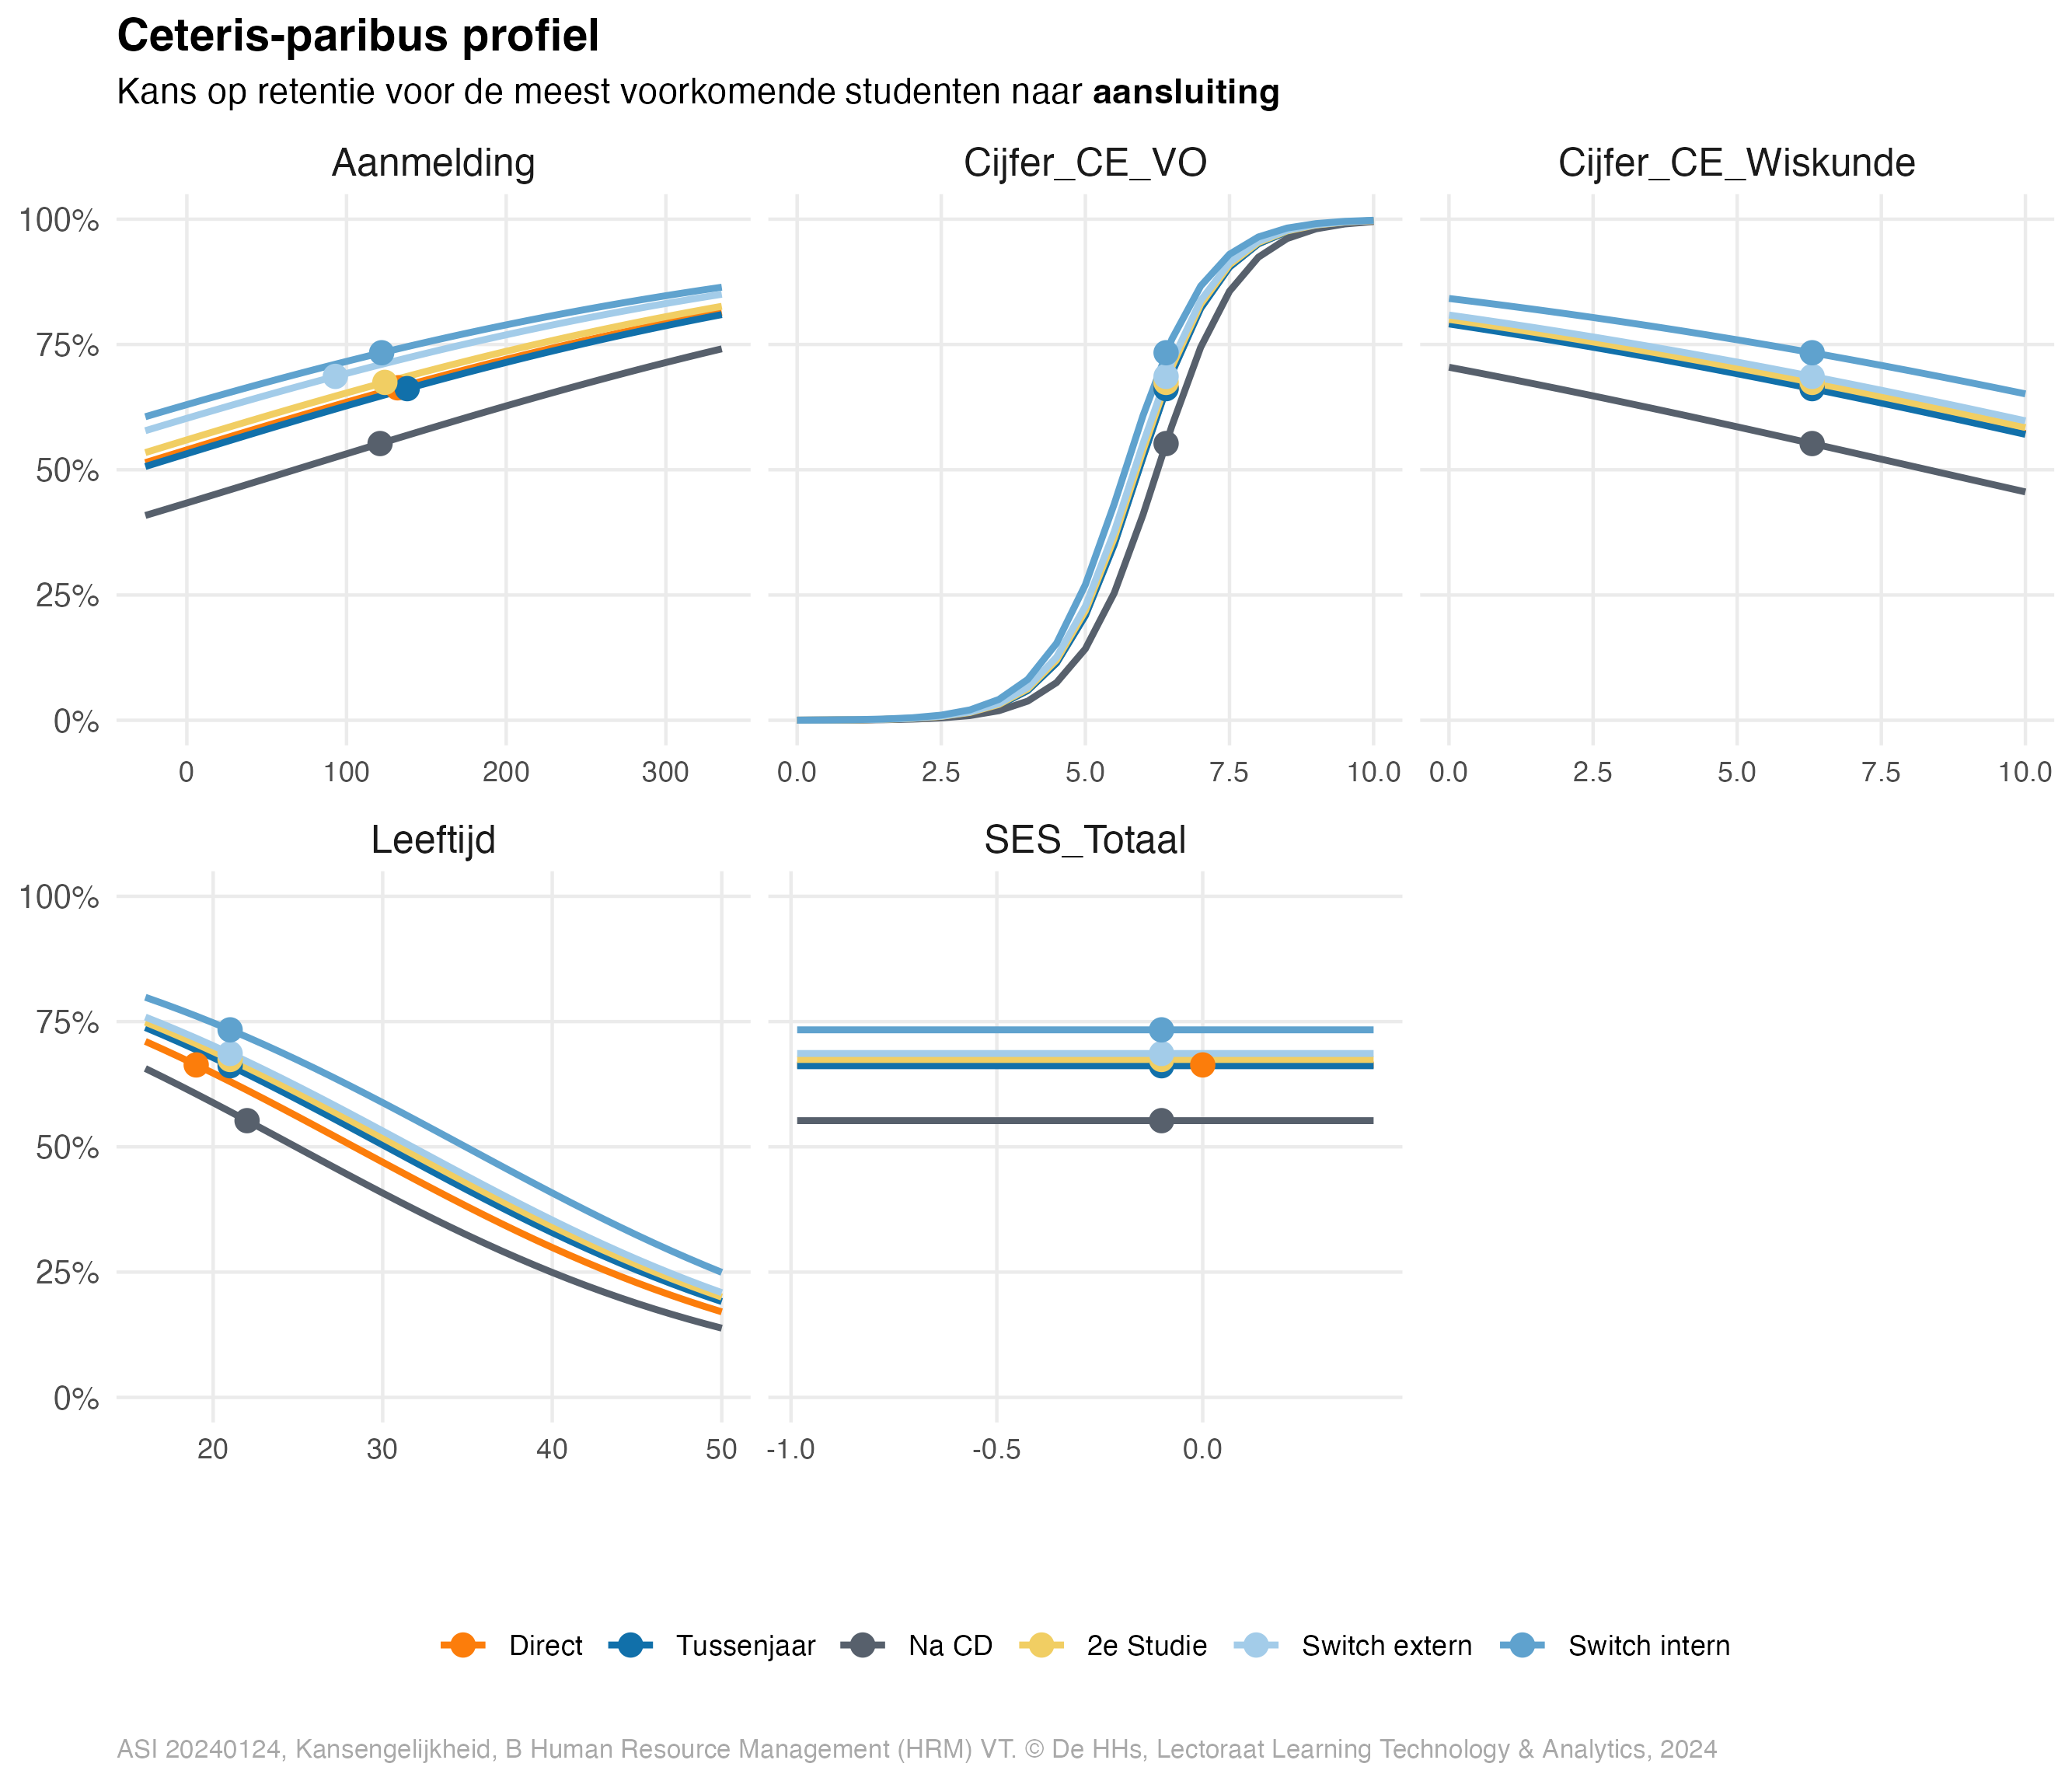 Ceteris-paribus profiel
Kans op retentie voor de meest voorkomende studenten naar aansluiting
Aanmelding Cijfer_CE_VO Cijfer_CE_Wiskunde
100%
75%
50%
25%
0%
0 100 200 300 0.0 2.5 5.0 7.5 10.0 0.0 2.5 5.0 7.5 10.0
Leeftijd SES_Totaal
100%
75%
50%
25%
0%
20 30 40 50 -1.0 -0.5 0.0
Direct Tussenjaar Na CD 2e Studie Switch extern Switch intern
ASI 20240124, Kansengelijkheid, B Human Resource Management (HRM) VT. © De HHs, Lectoraat Learning Technology & Analytics, 2024